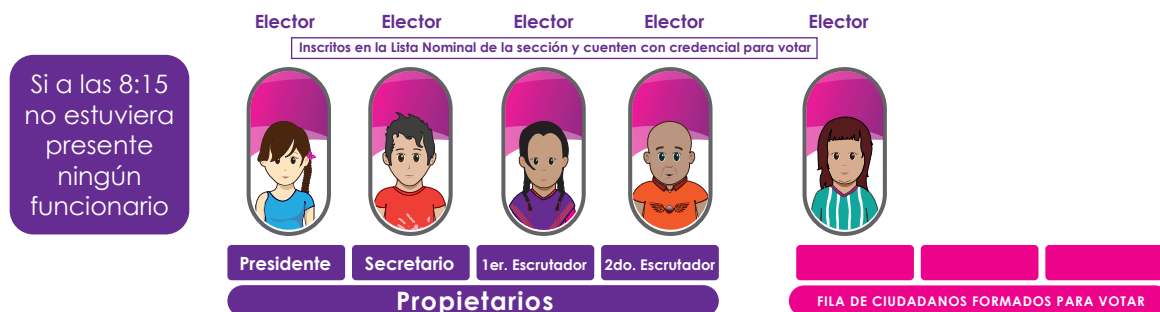 Elector Elector Elector Elector Elector
Inscritos en la Lista Nominal de la sección y cuenten con credencial para votar
Si a las 8:15
no estuviera
presente
ningún
funcionario
Presidente Secretario 1er. Escrutador 2do. Escrutador
Propietarios
FILA DE CIUDADANOS FORMADOS PARA VOTAR